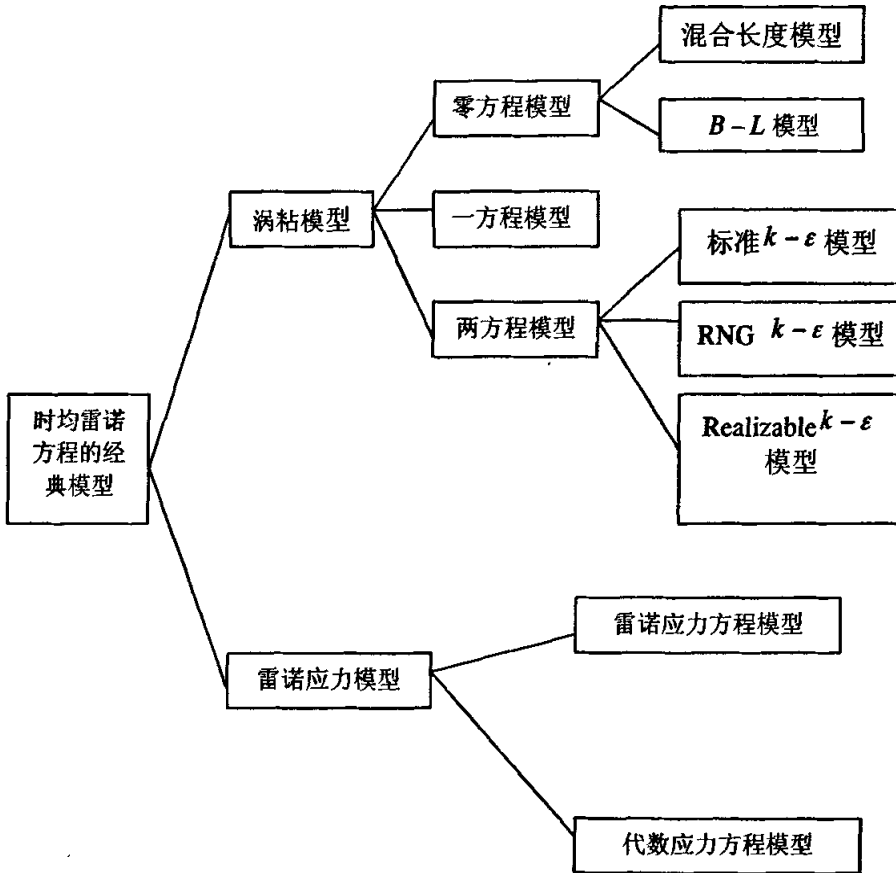 混合长度模型
零方程模型
B-L 模型
涡粘模型
一方程模型
标准 k-ε 模型
两方程模型
RNG k-ε 模型
时均雷诺
方程的经
典模型
Realizable k-ε
模型
雷诺应力方程模型
雷诺应力模型
代数应力方程模型